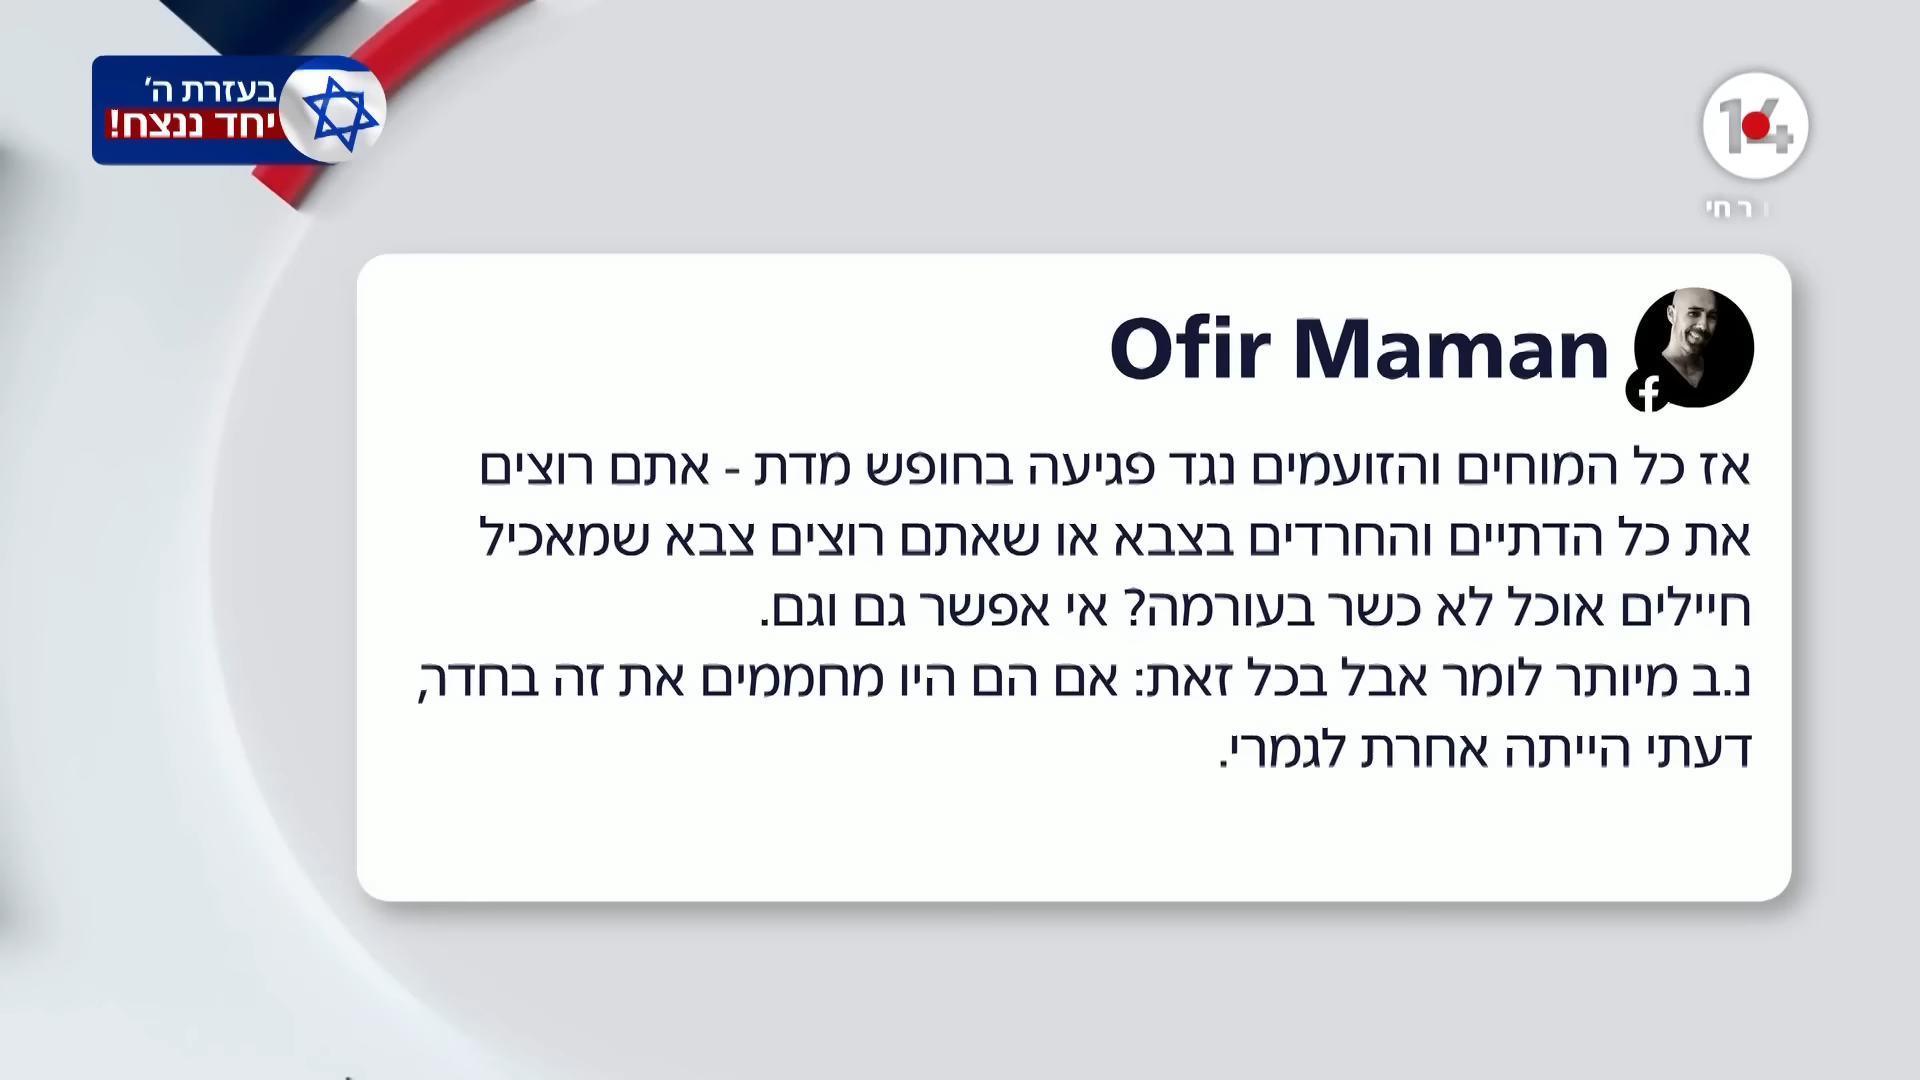 בעזרת ה'
יחד ננצח!
14
Ofir Maman
אז כל המוחים והזועמים נגד פגיעה בחופש מדת - אתם רוצים
את כל הדתיים והחרדים בצבא או שאתם רוצים צבא שמאכיל
חיילים אוכל לא כשר בעורמה? אי אפשר גם וגם.
נ.ב מיותר לומר אבל בכל זאת: אם הם היו מחממים את זה בחדר,
דעתי הייתה אחרת לגמרי.